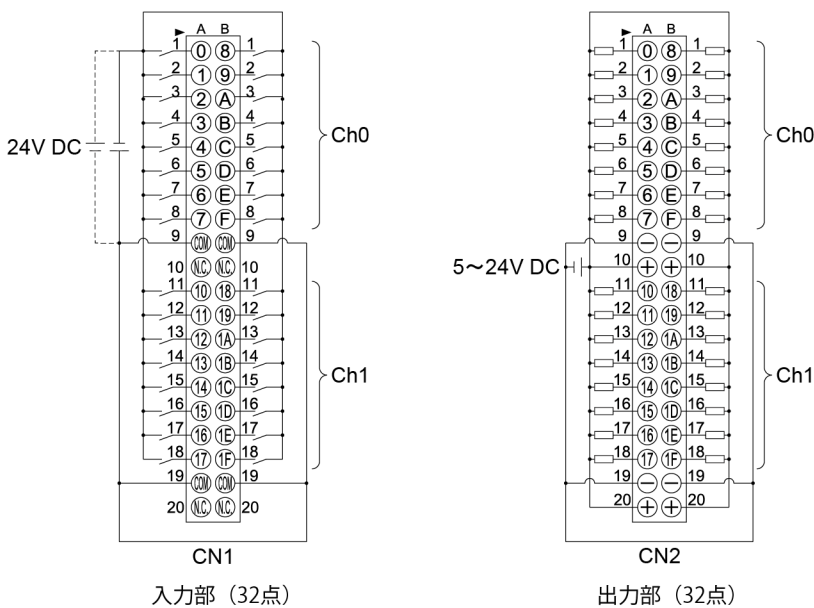 A B
1 0 8 1
2 1 9 2
3 2 A 3
4 3 B 4
5 4 C 5
6 5 D 6
7 6 E 7
8 7 F 8
9 COM COM 9
10 N.C. N.C. 10
11 10 18 11
12 11 19 12
13 12 1A 13
14 13 1B 14
15 14 1C 15
16 15 1D 16
17 16 1E 17
18 17 1F 18
19 COM COM 19
20 N.C. N.C. 20
24V DC
Ch0
Ch1
CN1
入力部（32点）
A B
1 0 8 1
2 1 9 2
3 2 A 3
4 3 B 4
5 4 C 5
6 5 D 6
7 6 E 7
8 7 F 8
9 − − 9
10 + + 10
11 10 18 11
12 11 19 12
13 12 1A 13
14 13 1B 14
15 14 1C 15
16 15 1D 16
17 16 1E 17
18 17 1F 18
19 − − 19
20 + + 20
5～24V DC
Ch0
Ch1
CN2
出力部（32点）